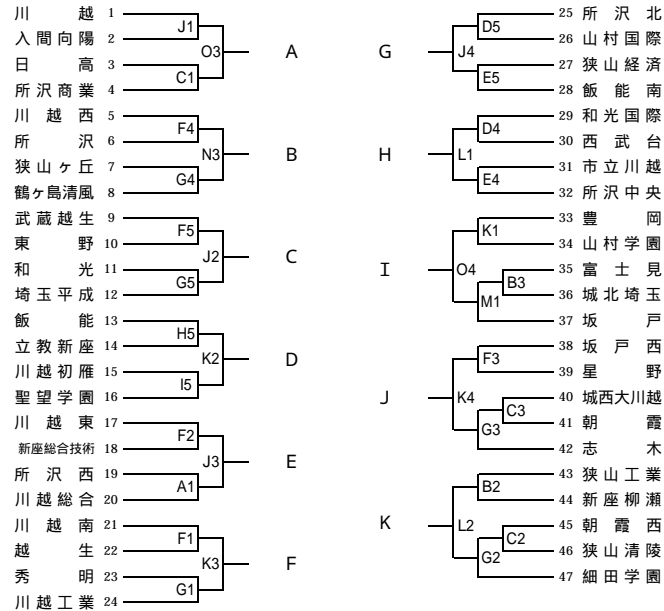 川越 1
J1
入間向陽 2
O3 A
日高 3
C1
所沢商業 4
川越西 5
F4
所沢 6
N3 B
狭山ヶ丘 7
G4
鶴ヶ島清風 8
武蔵越生 9
F5
東野 10
J2 C
和光 11
G5
埼玉平成 12
飯能 13
H5
立教新座 14
K2 D
川越初雁 15
I5
聖望学園 16
川越東 17
F2
新座総合技術 18
J3 E
所沢西 19
A1
川越総合 20
川越南 21
F1
越生 22
K3 F
秀明 23
G1
川越工業 24
25 所沢北
D5
26 山村国際
G J4
27 狭山経済
E5
28 飯能南
29 和光国際
D4
30 西武台
H L1
31 市立川越
E4
32 所沢中央
33 豊岡
K1
34 山村学園
I O4
35 富士見
B3
36 城北埼玉
M1
37 坂戸
38 坂戸西
F3
39 星野
J K4
40 城西大川越
C3
41 朝霞
G3
42 志木
43 狭山工業
B2
44 新座柳瀬
K L2
45 朝霞西
C2
46 狭山清陵
G2
47 細田学園